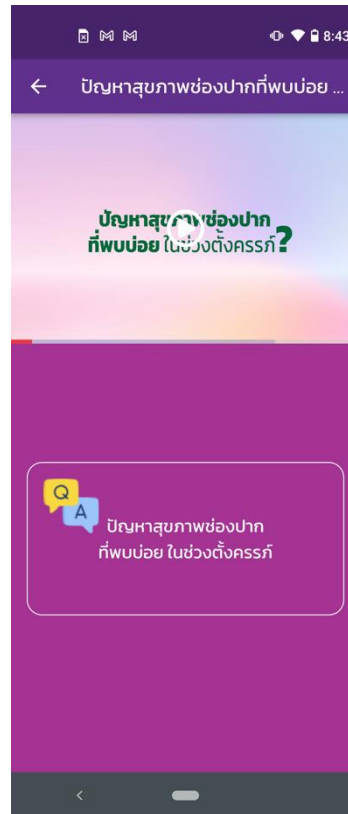 8:43
ปัญหาสุขภาพช่องปากที่พบบ่อย ...
ปัญหาสุขภาพช่องปาก
ที่พบบ่อย ในช่วงตั้งครรภ์?
Q
A
ปัญหาสุขภาพช่องปาก
ที่พบบ่อย ในช่วงตั้งครรภ์